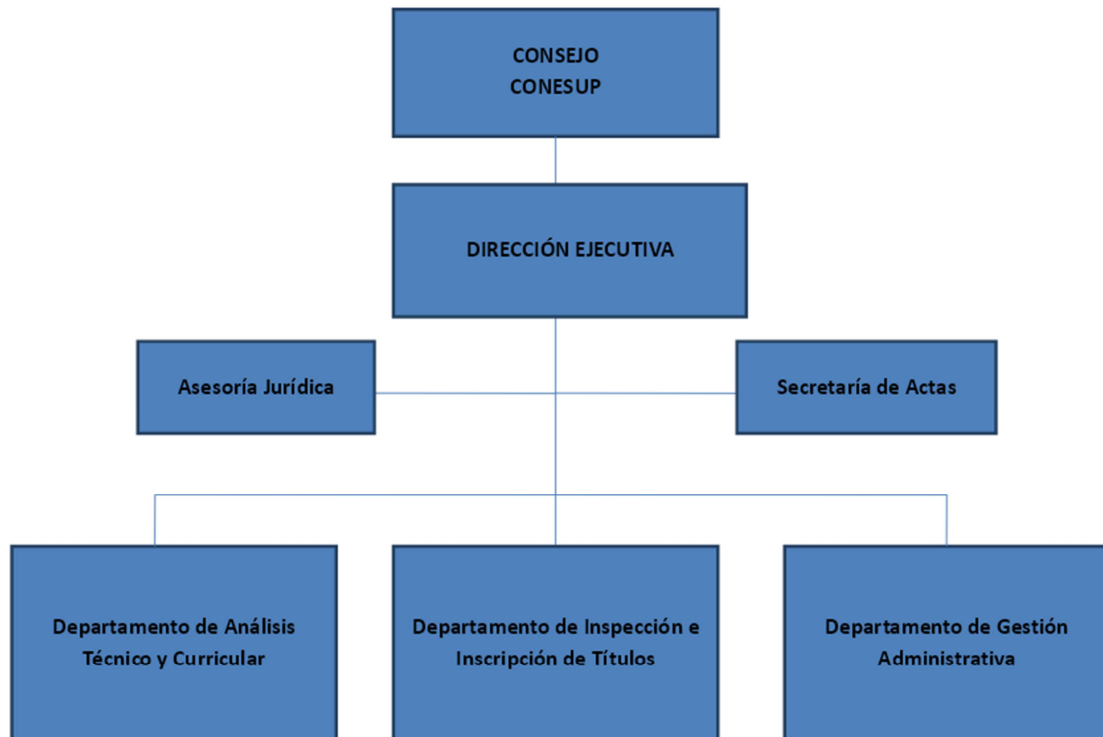 CONSEJO
CONESUP
DIRECCIÓN EJECUTIVA
Asesoría Jurídica
Secretaría de Actas
Departamento de Análisis
Técnico y Curricular
Departamento de Inspección e
Inscripción de Títulos
Departamento de Gestión
Administrativa